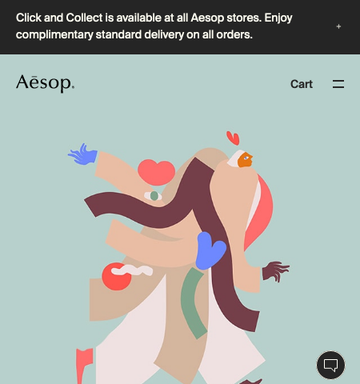 Click and Collect is available at all Aesop stores. Enjoy
complimentary standard delivery on all orders.
+
Aēsop.
Cart